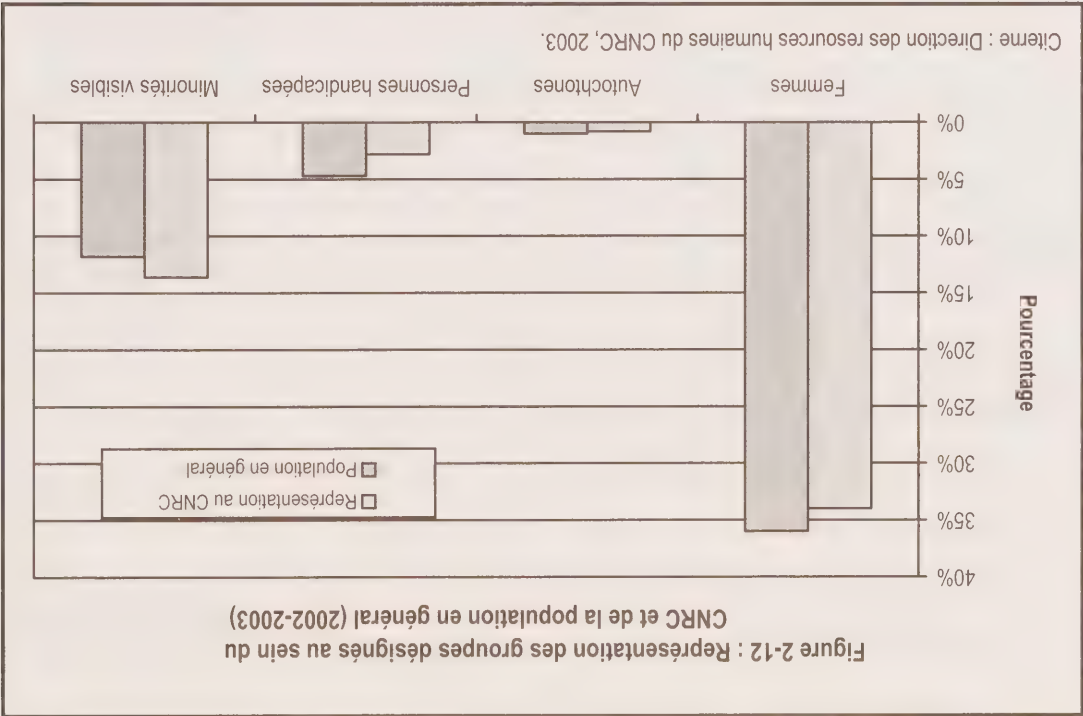 Figure 2-12 : Représentation des groupes désignés au sein du
CNRC et de la population en général (2002-2003)
40%
35%
30%
25%
20%
15%
10%
5%
0%
Pourcentage
Représentation au CNRC
Population en général
Femmes
Autochtones
Personnes handicapées
Minorités visibles
Citerne : Direction des resources humaines du CNRC, 2003.